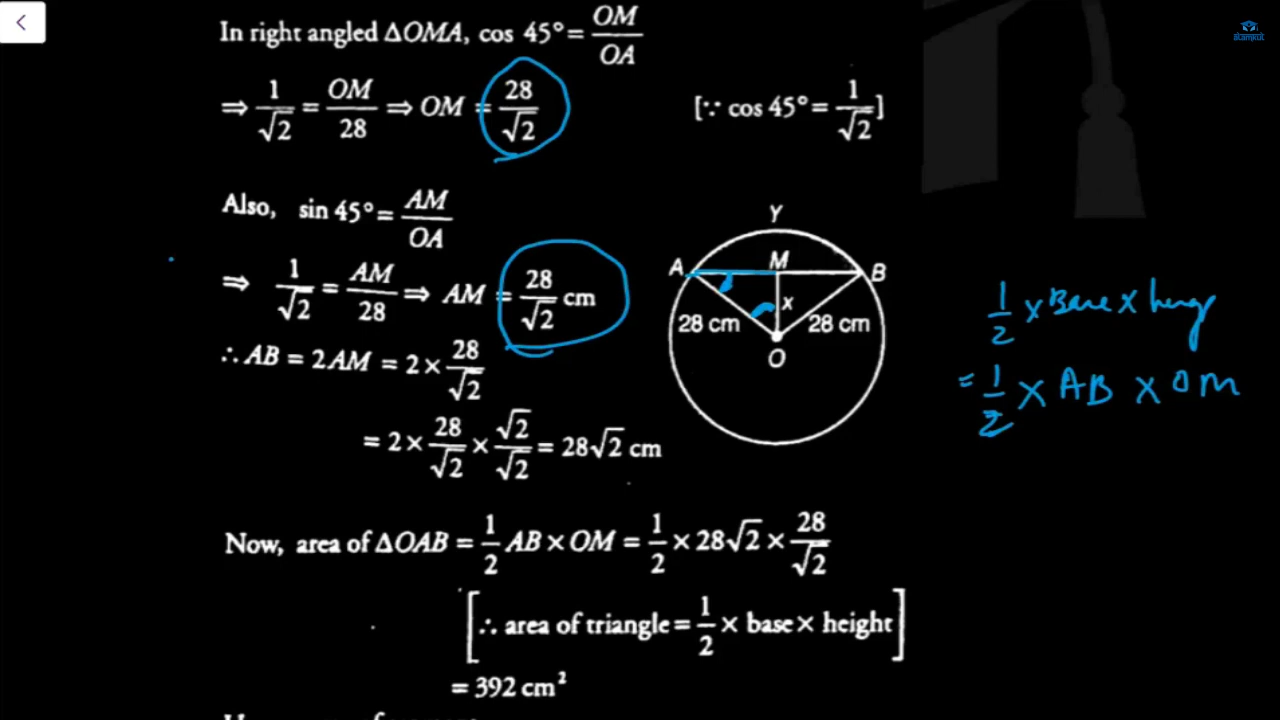 In right angled ΔOMA, cos 45° = OM/OA
⇒ 1/√2 = OM/28 ⇒ OM = 28/√2 [∵ cos 45° = 1/√2]
Also, sin 45° = AM/OA
⇒ 1/√2 = AM/28 ⇒ AM = 28/√2 cm
∴ AB = 2AM = 2 × 28/√2
= 2 × 28/√2 × √2/√2 = 28√2 cm
Y
A M B
x
28 cm 28 cm
O
1/2 × Base ×
= 1/2 × AB × OM
Now, area of ΔOAB = 1/2 AB × OM = 1/2 × 28√2 × 28/√2
[∴ area of triangle = 1/2 × base × height]
= 392 cm²